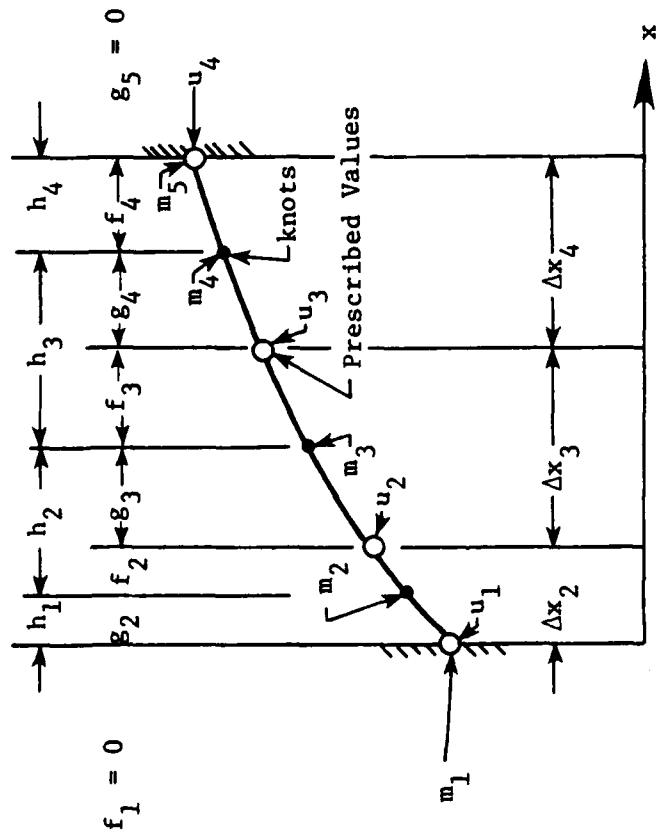 f₁ = 0
g₅ = 0
h₁
h₂
h₃
h₄
g₂
f₂
g₃
f₃
g₄
f₄
m₅
u₄
m₄
knots
u₃
Prescribed Values
m₃
u₂
m₂
u₁
m₁
Δx₂
Δx₃
Δx₄
x